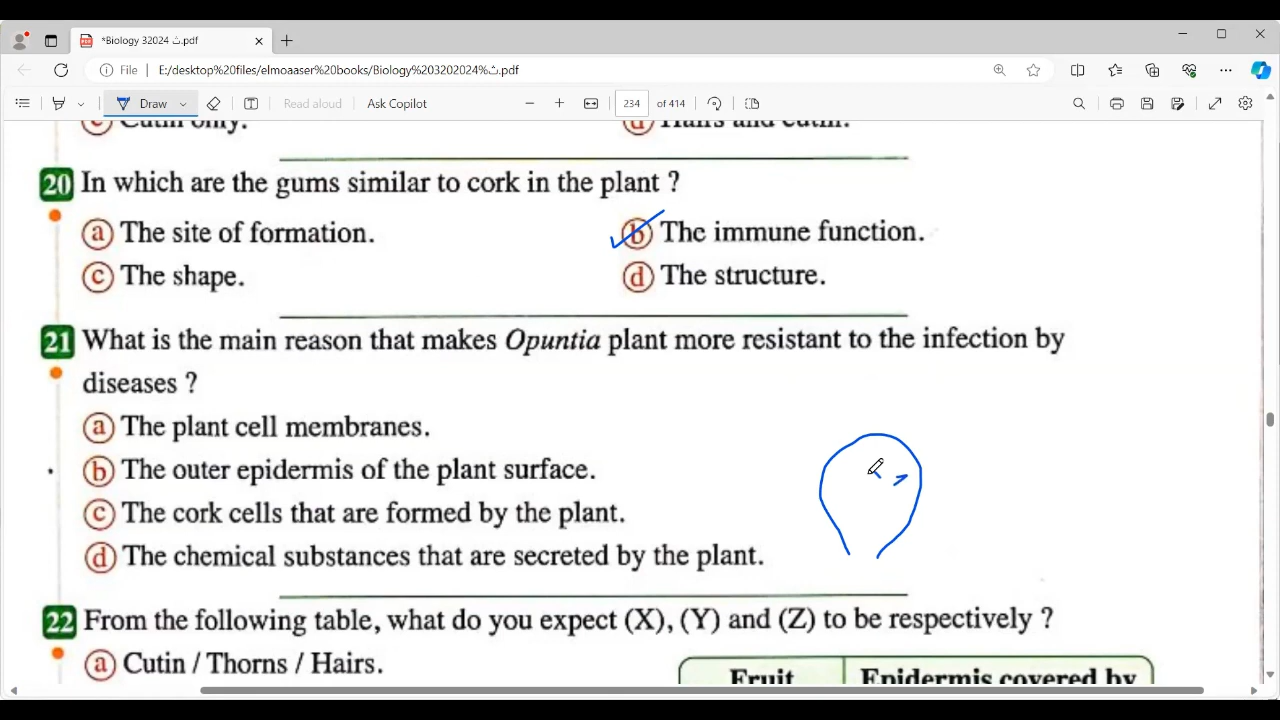 *Biology 32024 ث.pdf
File E:/desktop%20files/elmoaaser%20books/Biology%203202024%ث.pdf
Draw Read aloud Ask Copilot 234 of 414
c Cutin only. d Hairs and cutin.
20 In which are the gums similar to cork in the plant ?
a The site of formation. b The immune function.
c The shape. d The structure.
21 What is the main reason that makes Opuntia plant more resistant to the infection by
diseases ?
a The plant cell membranes.
b The outer epidermis of the plant surface.
c The cork cells that are formed by the plant.
d The chemical substances that are secreted by the plant.
22 From the following table, what do you expect (X), (Y) and (Z) to be respectively ?
a Cutin / Thorns / Hairs.
Fruit Epidermis covered by